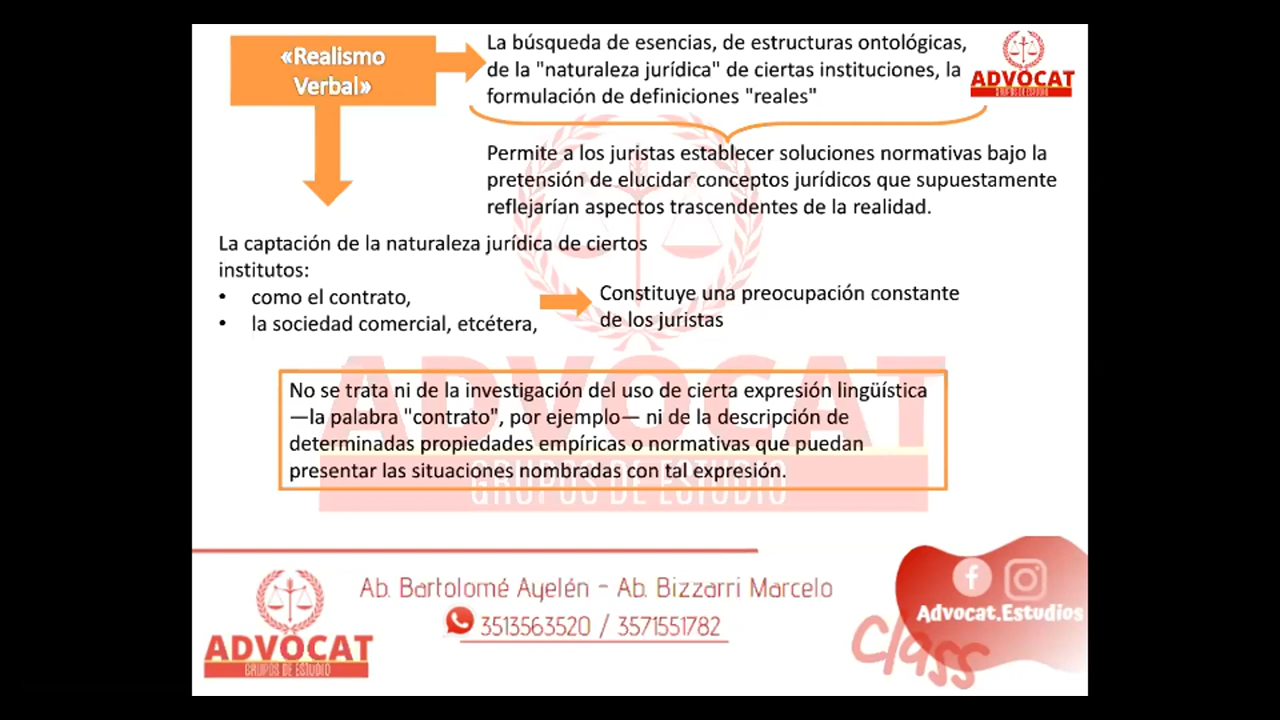 «Realismo
Verbal»
La búsqueda de esencias, de estructuras ontológicas,
de la "naturaleza jurídica" de ciertas instituciones, la
formulación de definiciones "reales"
ADVOCAT
GRUPOS DE ESTUDIO
Permite a los juristas establecer soluciones normativas bajo la
pretensión de elucidar conceptos jurídicos que supuestamente
reflejarían aspectos trascendentes de la realidad.
La captación de la naturaleza jurídica de ciertos
institutos:
• como el contrato,
• la sociedad comercial, etcétera,
Constituye una preocupación constante
de los juristas
ADVOCAT
GRUPOS DE ESTUDIO
No se trata ni de la investigación del uso de cierta expresión lingüística
—la palabra "contrato", por ejemplo— ni de la descripción de
determinadas propiedades empíricas o normativas que puedan
presentar las situaciones nombradas con tal expresión.
Ab. Bartolomé Ayelén - Ab. Bizzarri Marcelo
3513563520 / 3571551782
ADVOCAT
GRUPOS DE ESTUDIO
Advocat.Estudios
Class